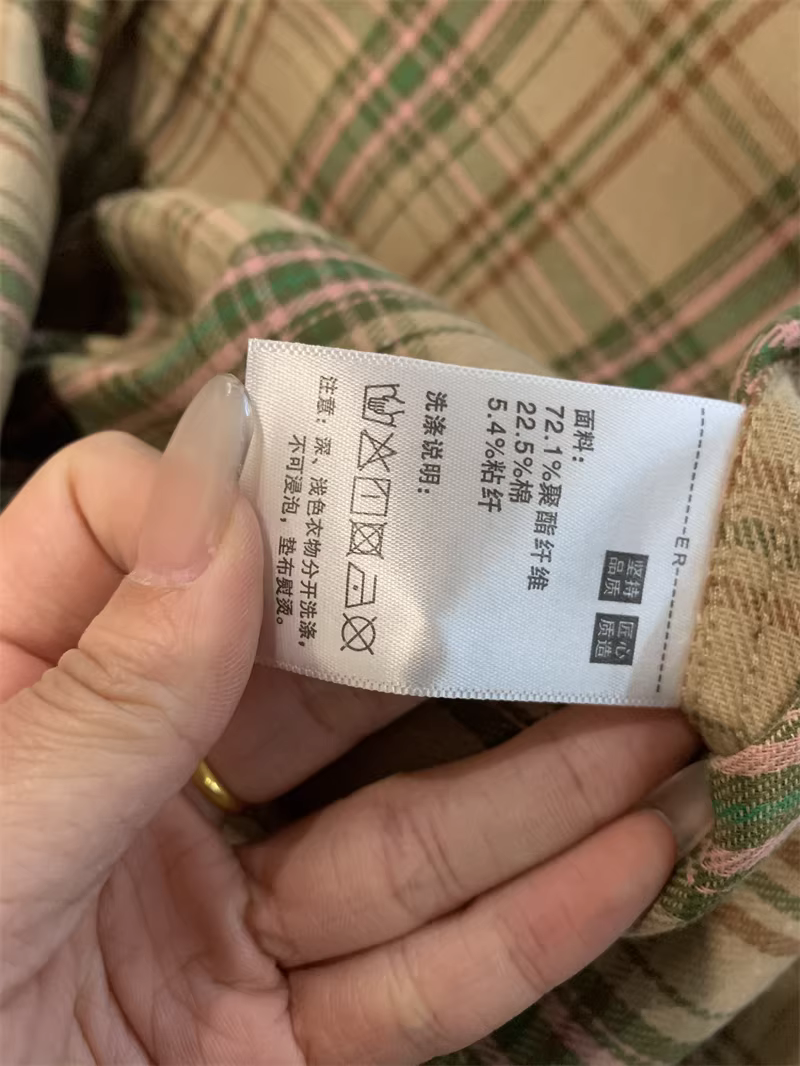 ER
坚持
品质
匠心
质造
面料：
72.1%聚酯纤维
22.5%棉
5.4%粘纤
洗涤说明：
注意：深、浅色衣物分开洗涤，
不可浸泡，垫布熨烫。